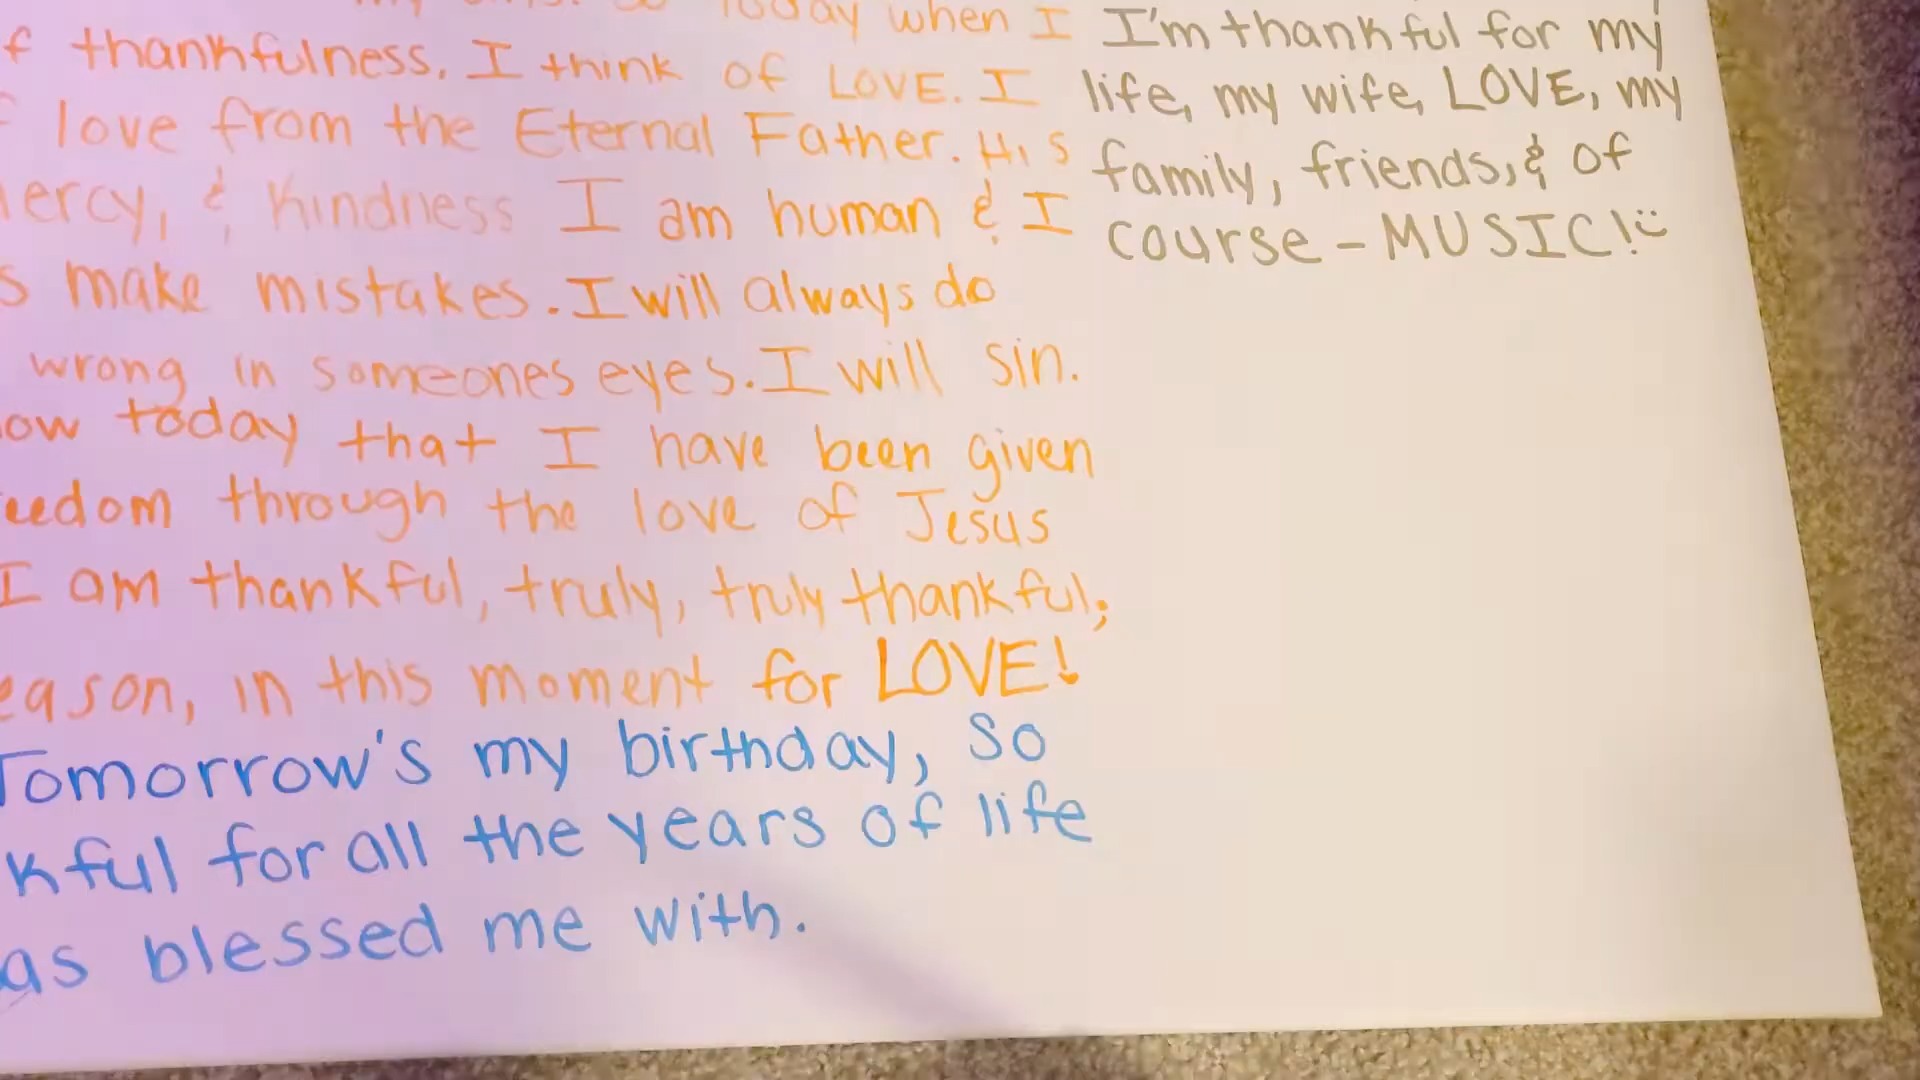 my                    Today when I
f thankfulness, I think of LOVE. I
f love from the Eternal Father. His
mercy, & kindness I am human & I
s make mistakes. I will always do
wrong in someones eyes. I will sin.
ow today that I have been given
eedom through the love of Jesus
I am thankful, truly, truly thankful,
eason, in this moment for LOVE!
Tomorrow's my birthday, so
kful for all the years of life
as blessed me with.
I'm thankful for my
life, my wife, LOVE, my
family, friends, & of
course - MUSIC! :)